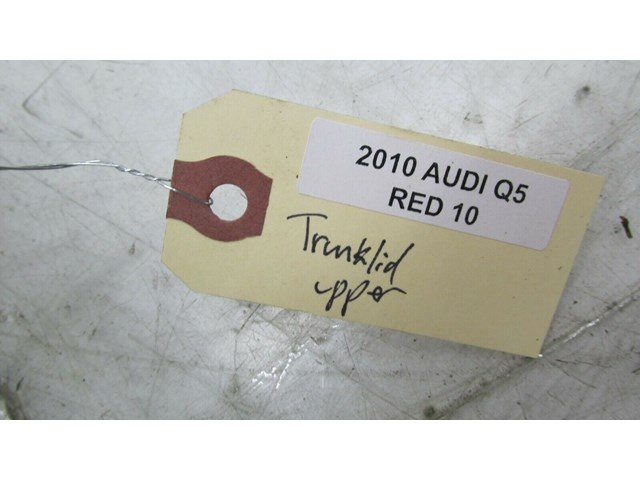 2010 AUDI Q5
RED 10
Trunklid
upper